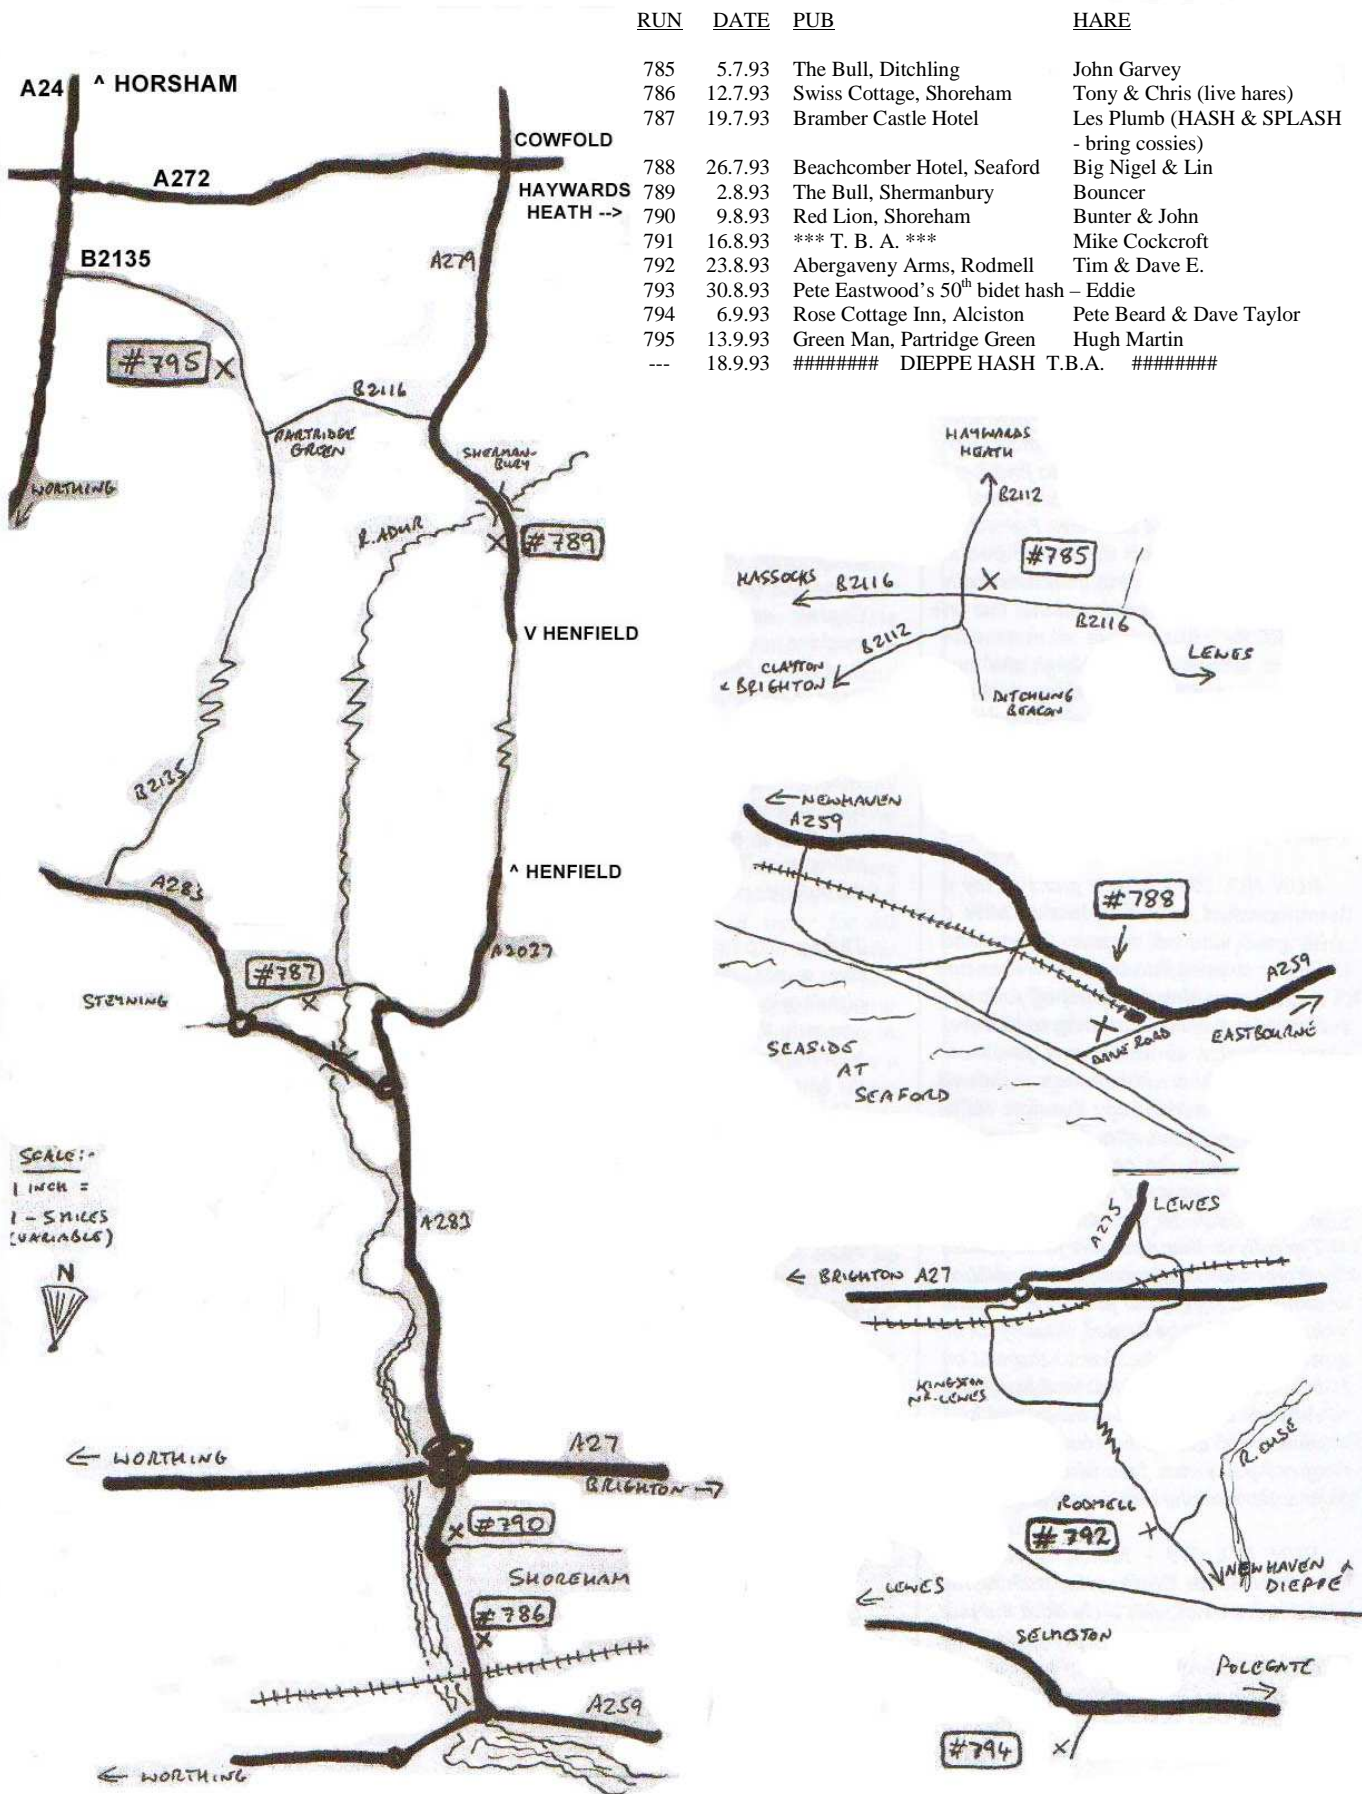 RUN DATE PUB HARE
785 5.7.93 The Bull, Ditchling John Garvey
786 12.7.93 Swiss Cottage, Shoreham Tony & Chris (live hares)
787 19.7.93 Bramber Castle Hotel Les Plumb (HASH & SPLASH
- bring cossies)
788 26.7.93 Beachcomber Hotel, Seaford Big Nigel & Lin
789 2.8.93 The Bull, Shermanbury Bouncer
790 9.8.93 Red Lion, Shoreham Bunter & John
791 16.8.93 *** T. B. A. *** Mike Cockcroft
792 23.8.93 Abergaveny Arms, Rodmell Tim & Dave E.
793 30.8.93 Pete Eastwood's 50th bidet hash – Eddie
794 6.9.93 Rose Cottage Inn, Alciston Pete Beard & Dave Taylor
795 13.9.93 Green Man, Partridge Green Hugh Martin
--- 18.9.93 ######## DIEPPE HASH T.B.A. ########
A24 ^ HORSHAM
COWFOLD
A272
HAYWARDS
HEATH -->
B2135
A279
#795
B2116
PARTRIDGE
GREEN
SHERMAN-
BURY
WORTHING
R. ADUR
#789
V HENFIELD
B2135
^ HENFIELD
A283
A2037
#787
STEYNING
SCALE:-
1 INCH =
1 - 5 MILES
(VARIABLE)
N
A283
← WORTHING
A27
BRIGHTON →
#790
SHOREHAM
#786
A259
← WORTHING
HAYWARDS
HEATH
B2112
#785
HASSOCKS B2116
B2116
B2112
LEWES
CLAYTON
& BRIGHTON
DITCHLING
BEACON
← NEWHAVEN
A259
#788
A259
EASTBOURNE
DANE ROAD
SEASIDE
AT
SEAFORD
LEWES
A275
← BRIGHTON A27
KINGSTON
NR. LEWES
R. OUSE
RODMELL
#792
NEWHAVEN &
DIEPPE
← LEWES
SELMESTON
POLEGATE
→
#794